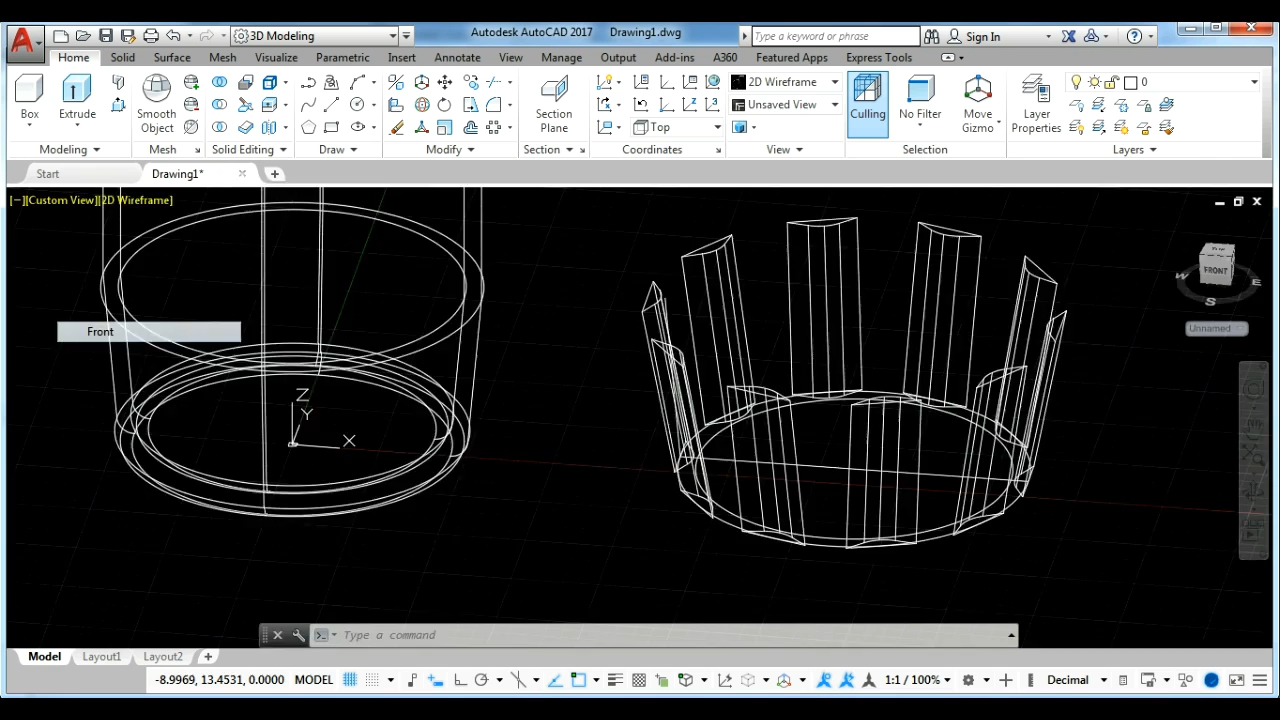 Autodesk AutoCAD 2017 Drawing1.dwg
3D Modeling
Type a keyword or phrase
Sign In
Home Solid Surface Mesh Visualize Parametric Insert Annotate View Manage Output Add-ins A360 Featured Apps Express Tools
2D Wireframe
0
Unsaved View
Top
Box Extrude Smooth Object Section Plane Culling No Filter Move Gizmo Layer Properties
Modeling Mesh Solid Editing Draw Modify Section Coordinates View Selection Layers
Start Drawing1*
[−][Custom View][2D Wireframe]
FRONT
W E
S
Unnamed
Front
Z
Y
X
Type a command
Model Layout1 Layout2
-8.9969, 13.4531, 0.0000 MODEL 1:1 / 100% Decimal